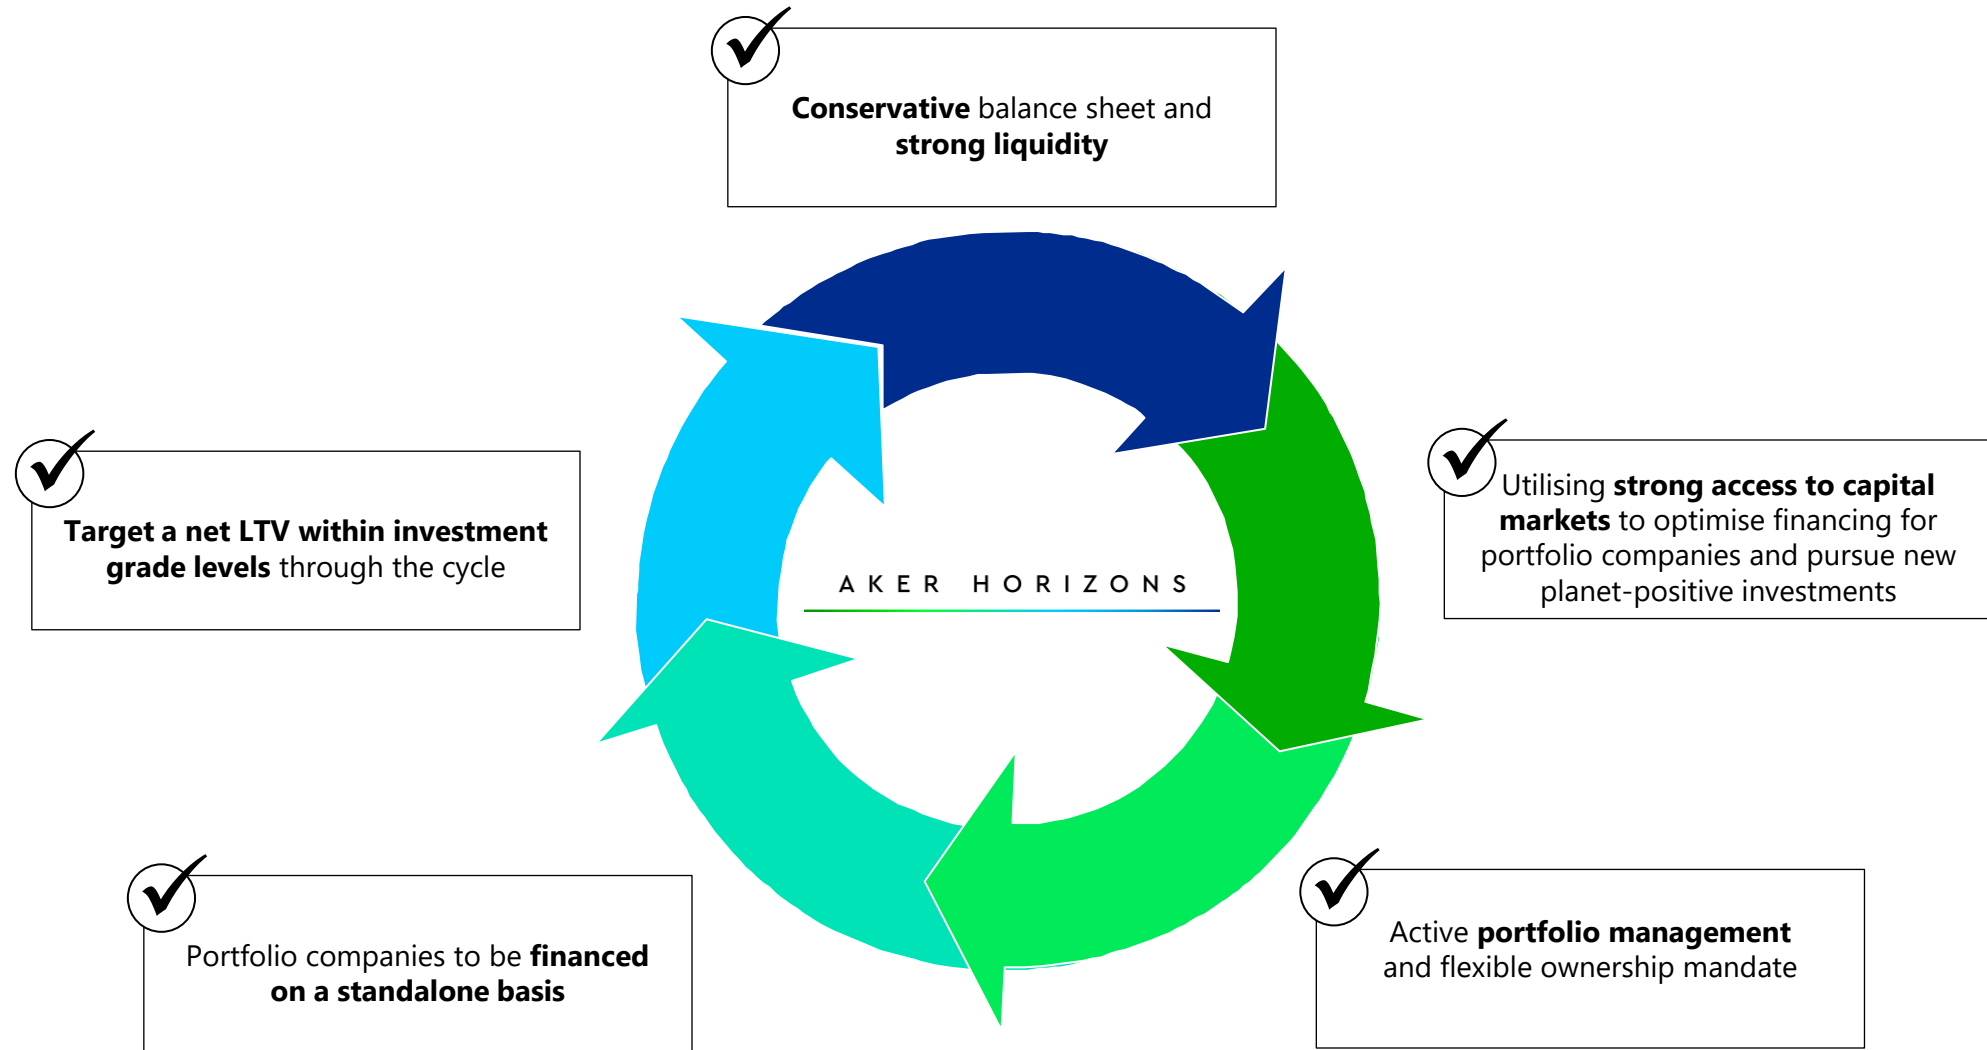 Conservative balance sheet and
strong liquidity
Utilising strong access to capital
markets to optimise financing for
portfolio companies and pursue new
planet-positive investments
Target a net LTV within investment
grade levels through the cycle
AKER HORIZONS
Active portfolio management
and flexible ownership mandate
Portfolio companies to be financed
on a standalone basis